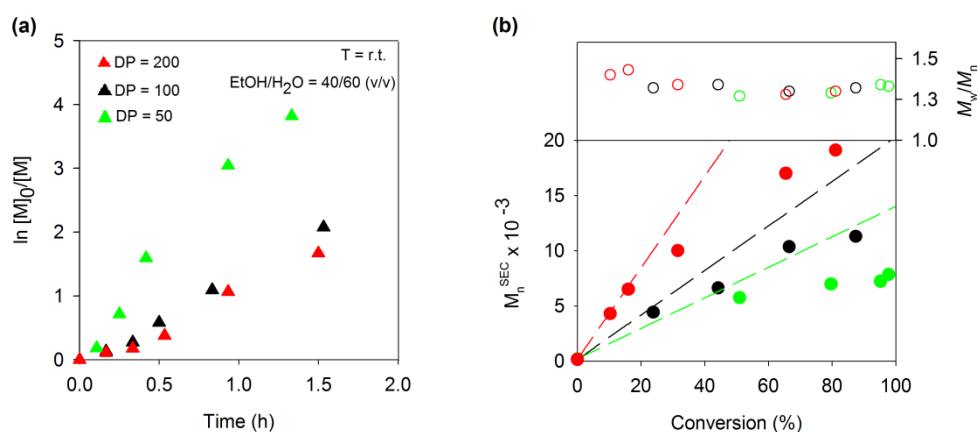 (a)
5
4
3
2
1
0
ln [M]0/[M]
DP = 200
DP = 100
DP = 50
T = r.t.
EtOH/H2O = 40/60 (v/v)
0.0 0.5 1.0 1.5 2.0
Time (h)
(b)
1.5
1.3
1.0
Mw/Mn
20
15
10
5
0
MnSEC x 10-3
0 20 40 60 80 100
Conversion (%)